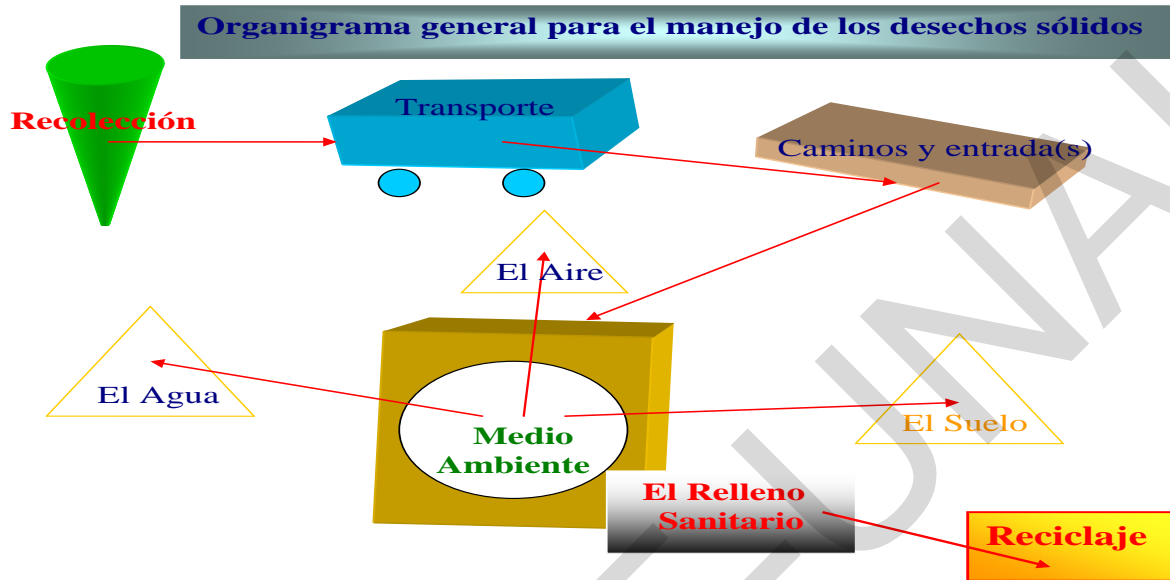 Organigrama general para el manejo de los desechos sólidos
Recolección
Transporte
Caminos y entrada(s)
El Aire
El Agua
El Suelo
Medio
Ambiente
El Relleno
Sanitario
Reciclaje